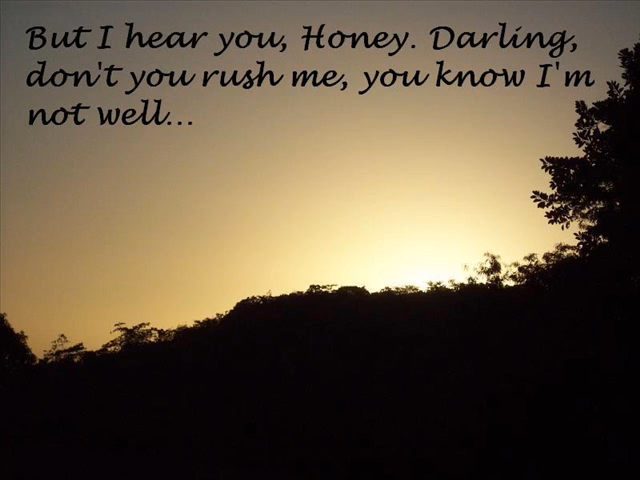 But I hear you, Honey. Darling,
don't you rush me, you know I'm
not well...